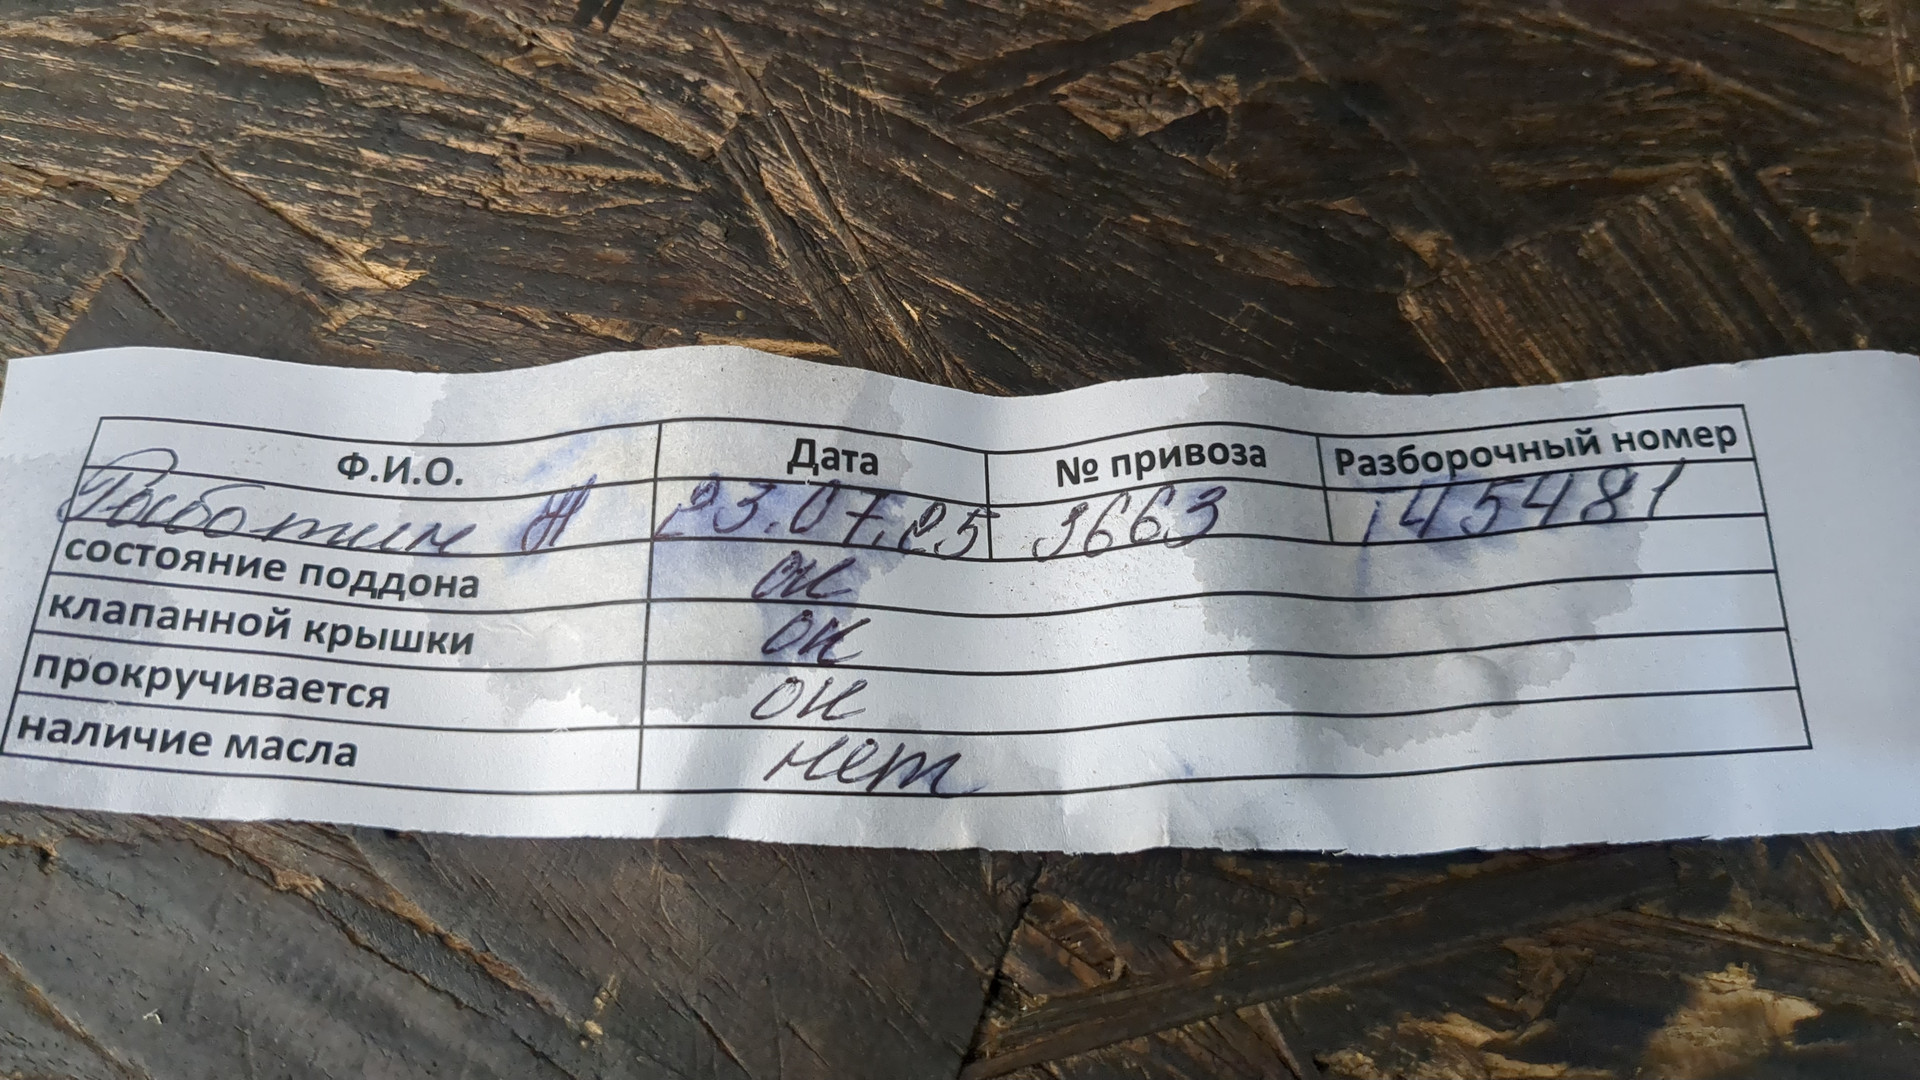 Ф.И.О. Дата № привоза Разборочный номер
23.07.25 9663 145481
состояние поддона ок
клапанной крышки ок
прокручивается ок
наличие масла нет